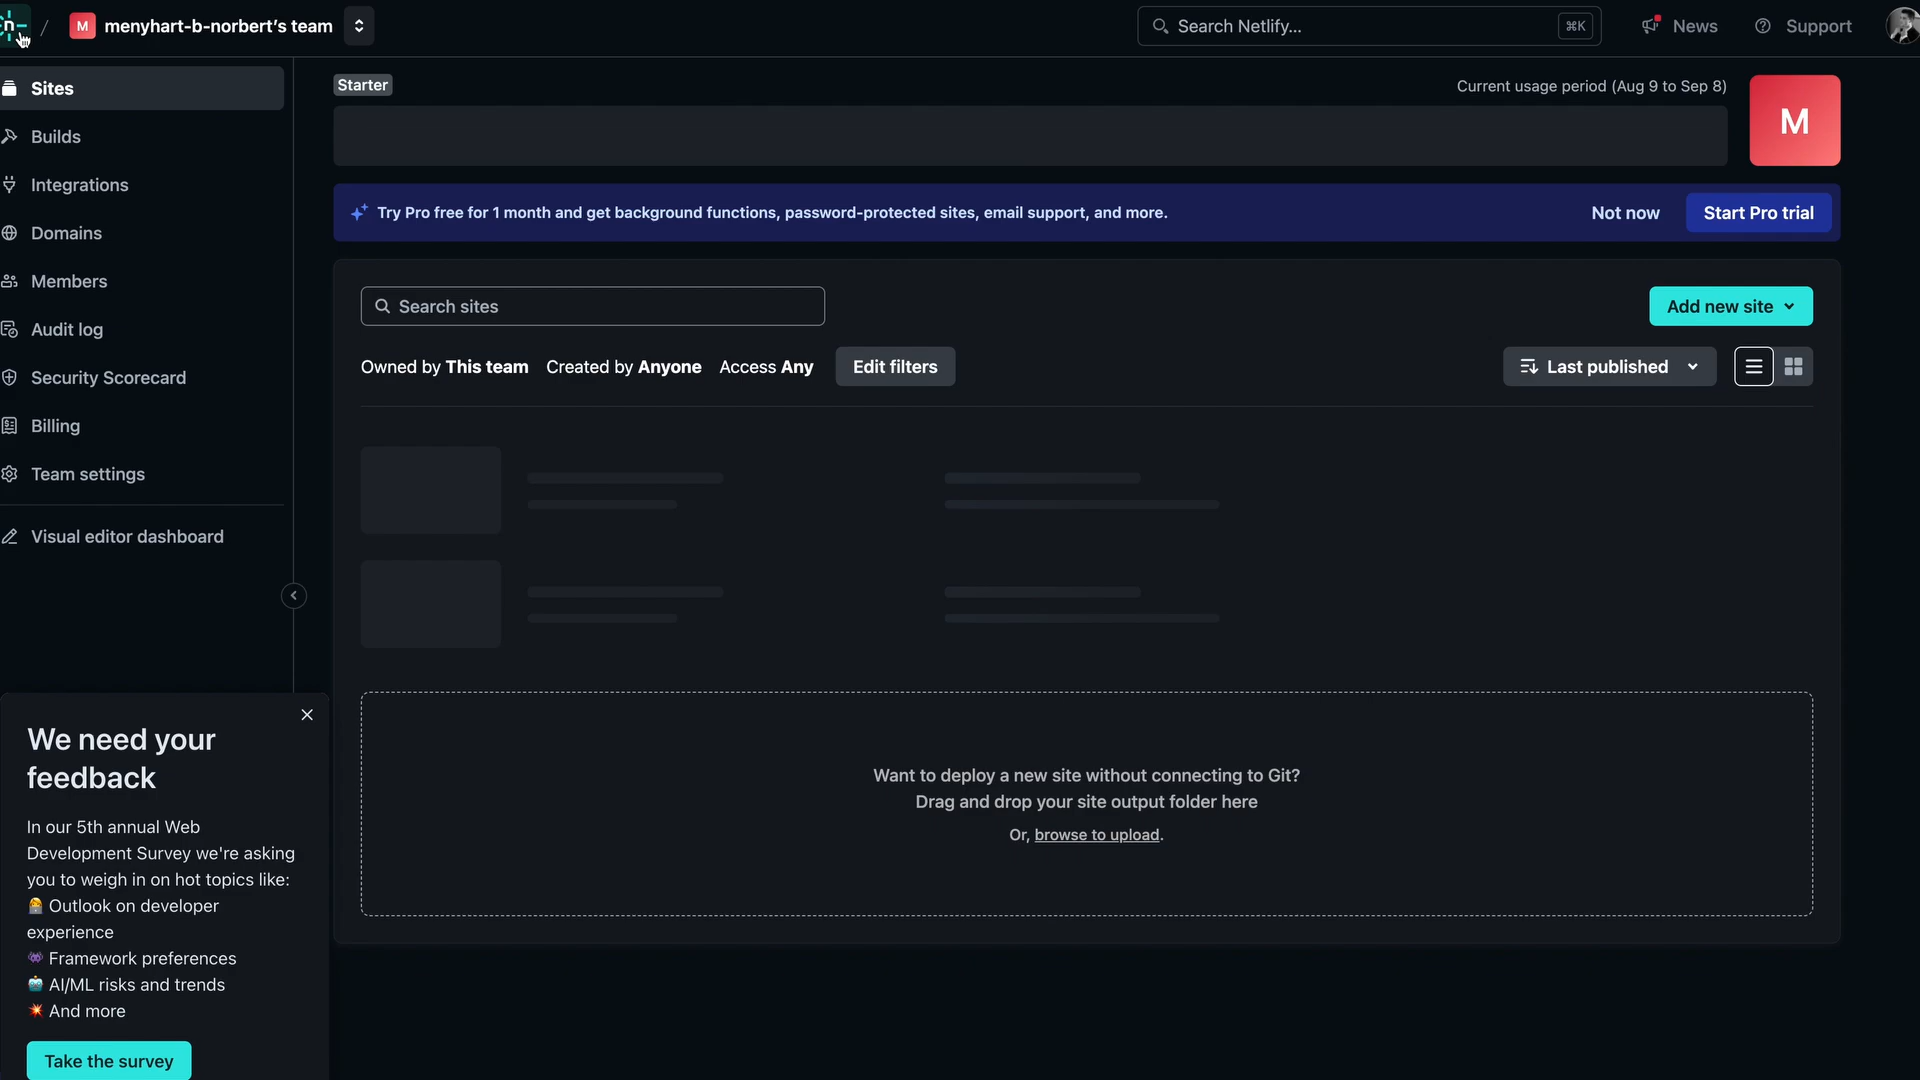 M menyhart-b-norbert's team
Search Netlify...
⌘K
News
Support
Sites
Builds
Integrations
Domains
Members
Audit log
Security Scorecard
Billing
Team settings
Visual editor dashboard
Starter
Current usage period (Aug 9 to Sep 8)
M
Try Pro free for 1 month and get background functions, password-protected sites, email support, and more.
Not now
Start Pro trial
Search sites
Add new site
Owned by This team Created by Anyone Access Any
Edit filters
Last published
Want to deploy a new site without connecting to Git?
Drag and drop your site output folder here
Or, browse to upload.
We need your
feedback
In our 5th annual Web
Development Survey we're asking
you to weigh in on hot topics like:
🧑‍💻 Outlook on developer
experience
👾 Framework preferences
🤖 AI/ML risks and trends
💥 And more
Take the survey